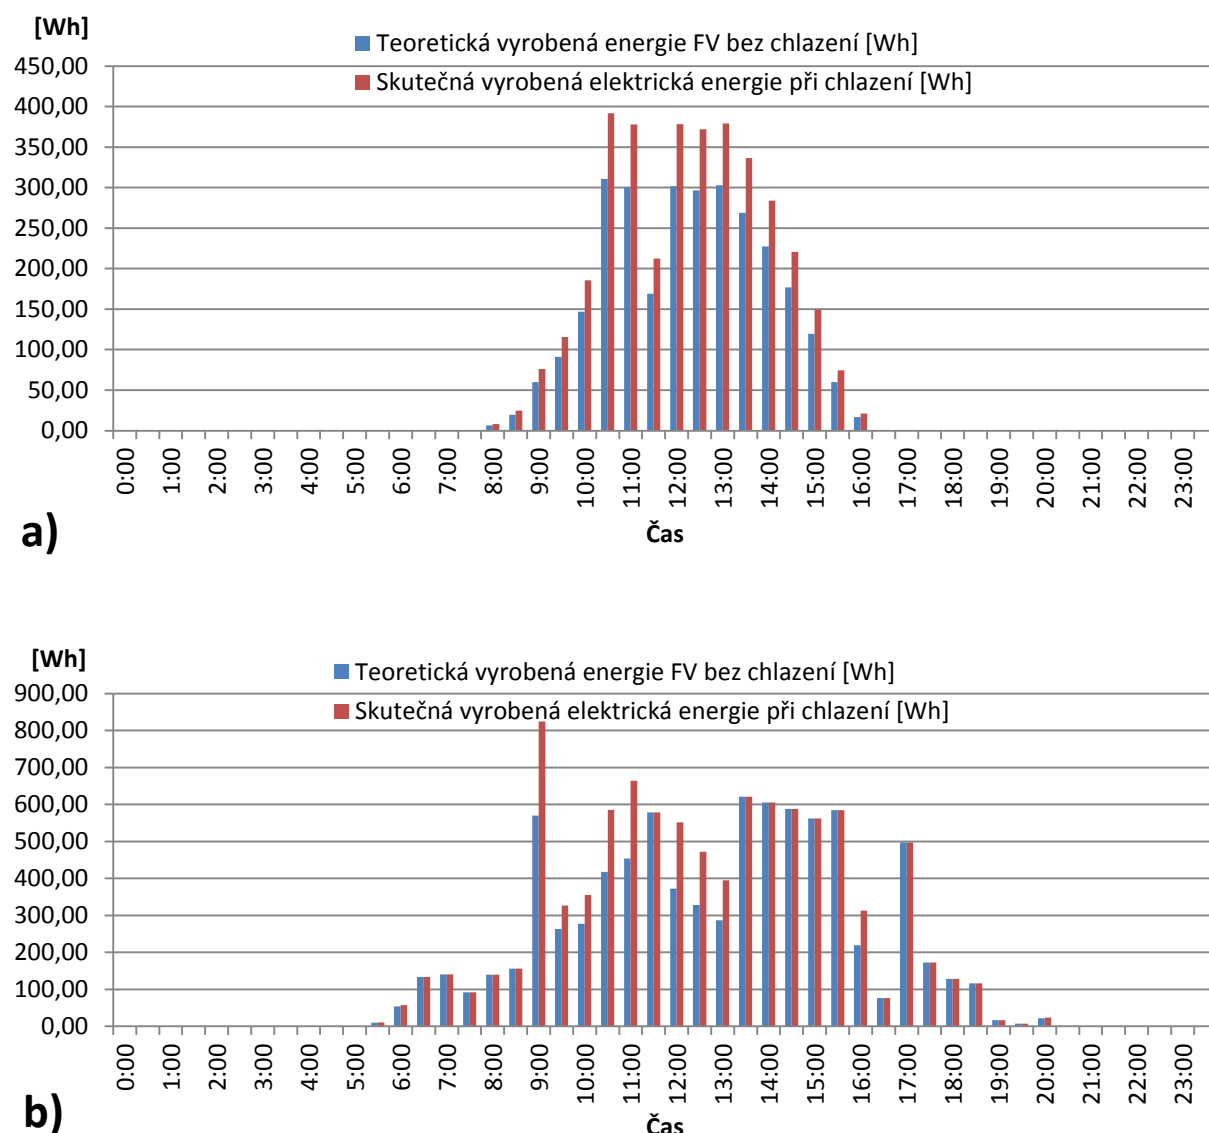 [Wh]
Teoretická vyrobená energie FV bez chlazení [Wh]
Skutečná vyrobená elektrická energie při chlazení [Wh]
450,00
400,00
350,00
300,00
250,00
200,00
150,00
100,00
50,00
0,00
0:00 1:00 2:00 3:00 4:00 5:00 6:00 7:00 8:00 9:00 10:00 11:00 12:00 13:00 14:00 15:00 16:00 17:00 18:00 19:00 20:00 21:00 22:00 23:00
Čas
a)
[Wh]
Teoretická vyrobená energie FV bez chlazení [Wh]
Skutečná vyrobená elektrická energie při chlazení [Wh]
900,00
800,00
700,00
600,00
500,00
400,00
300,00
200,00
100,00
0,00
0:00 1:00 2:00 3:00 4:00 5:00 6:00 7:00 8:00 9:00 10:00 11:00 12:00 13:00 14:00 15:00 16:00 17:00 18:00 19:00 20:00 21:00 22:00 23:00
Čas
b)